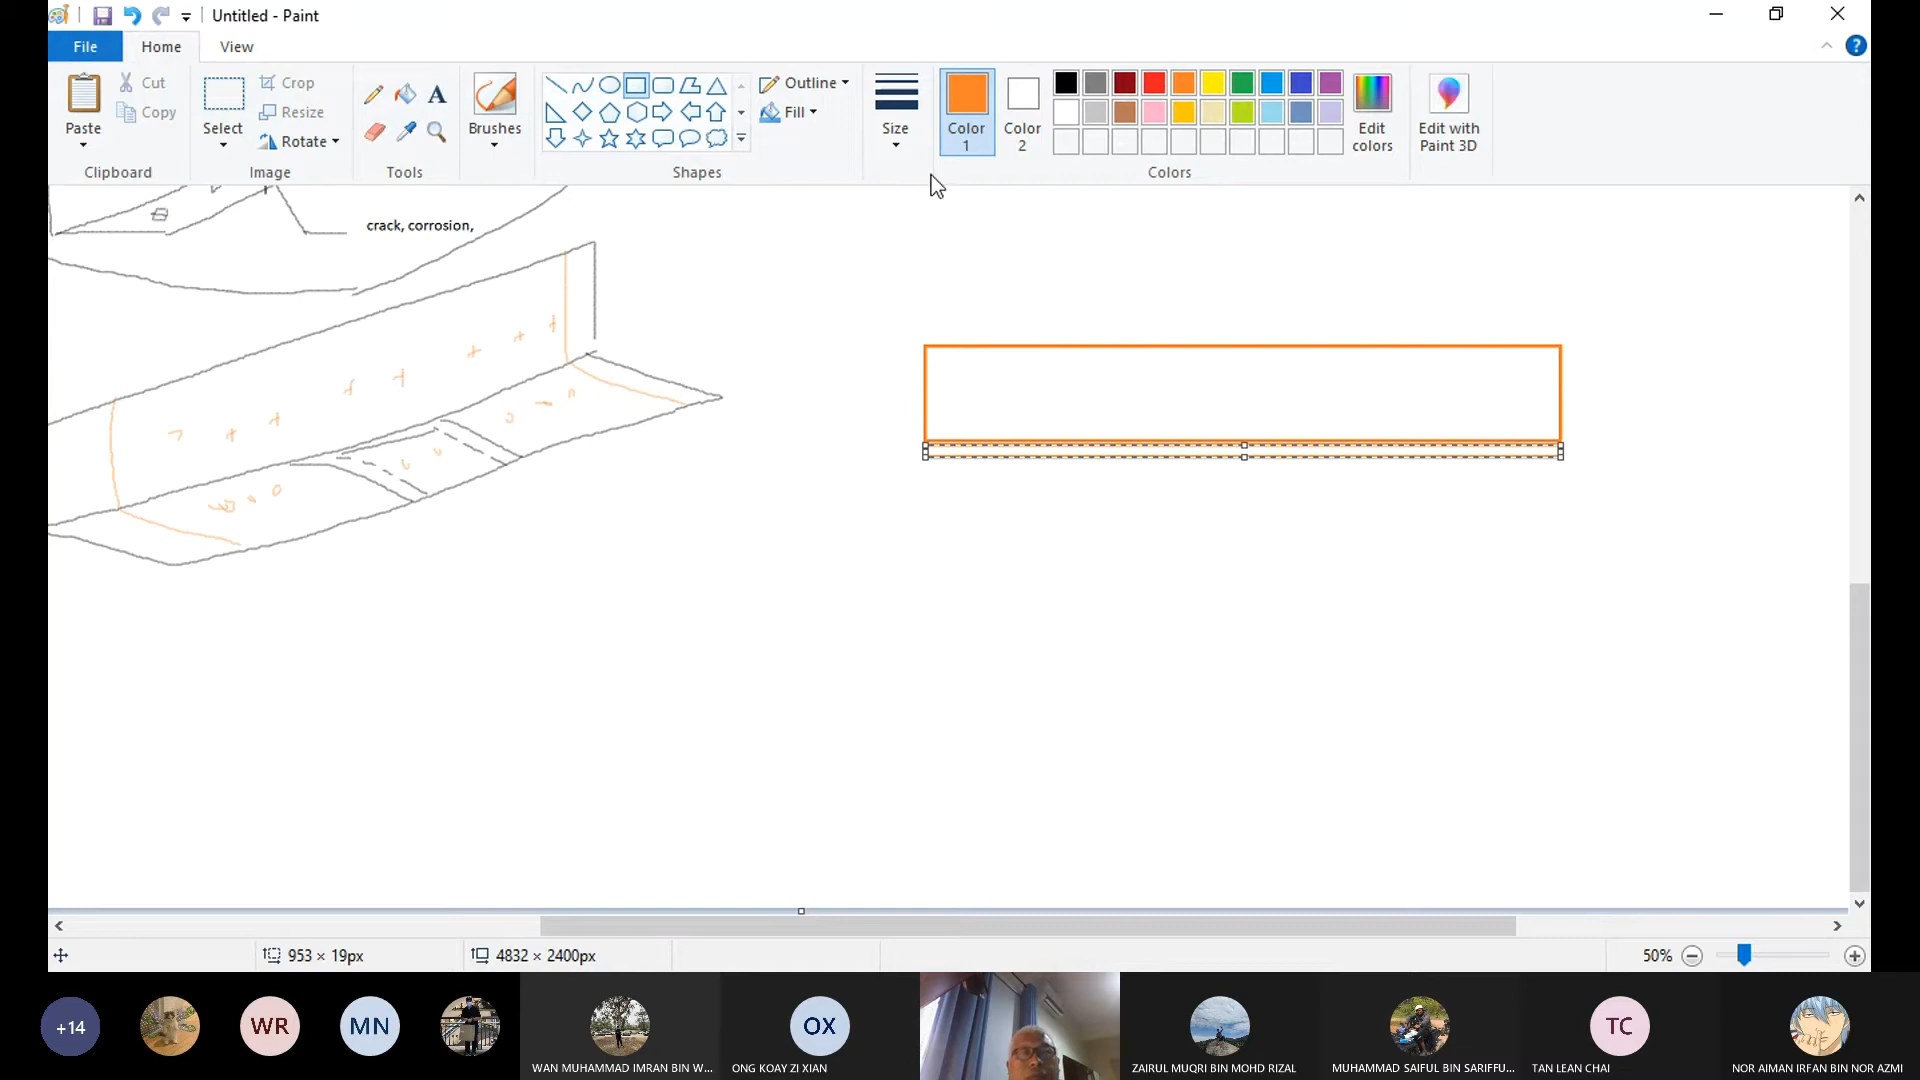 Untitled - Paint
File Home View
Paste
Cut
Copy
Clipboard
Select
Crop
Resize
Rotate
Image
A
Tools
Brushes
Shapes
Outline
Fill
Size
Color 1
Color 2
Colors
Edit colors
Edit with Paint 3D
?
crack, corrosion,
953 × 19px
4832 × 2400px
50%
+14
WR
MN
WAN MUHAMMAD IMRAN BIN W...
OX
ONG KOAY ZI XIAN
ZAIRUL MUQRI BIN MOHD RIZAL
MUHAMMAD SAIFUL BIN SARIFFU...
TC
TAN LEAN CHAI
NOR AIMAN IRFAN BIN NOR AZMI